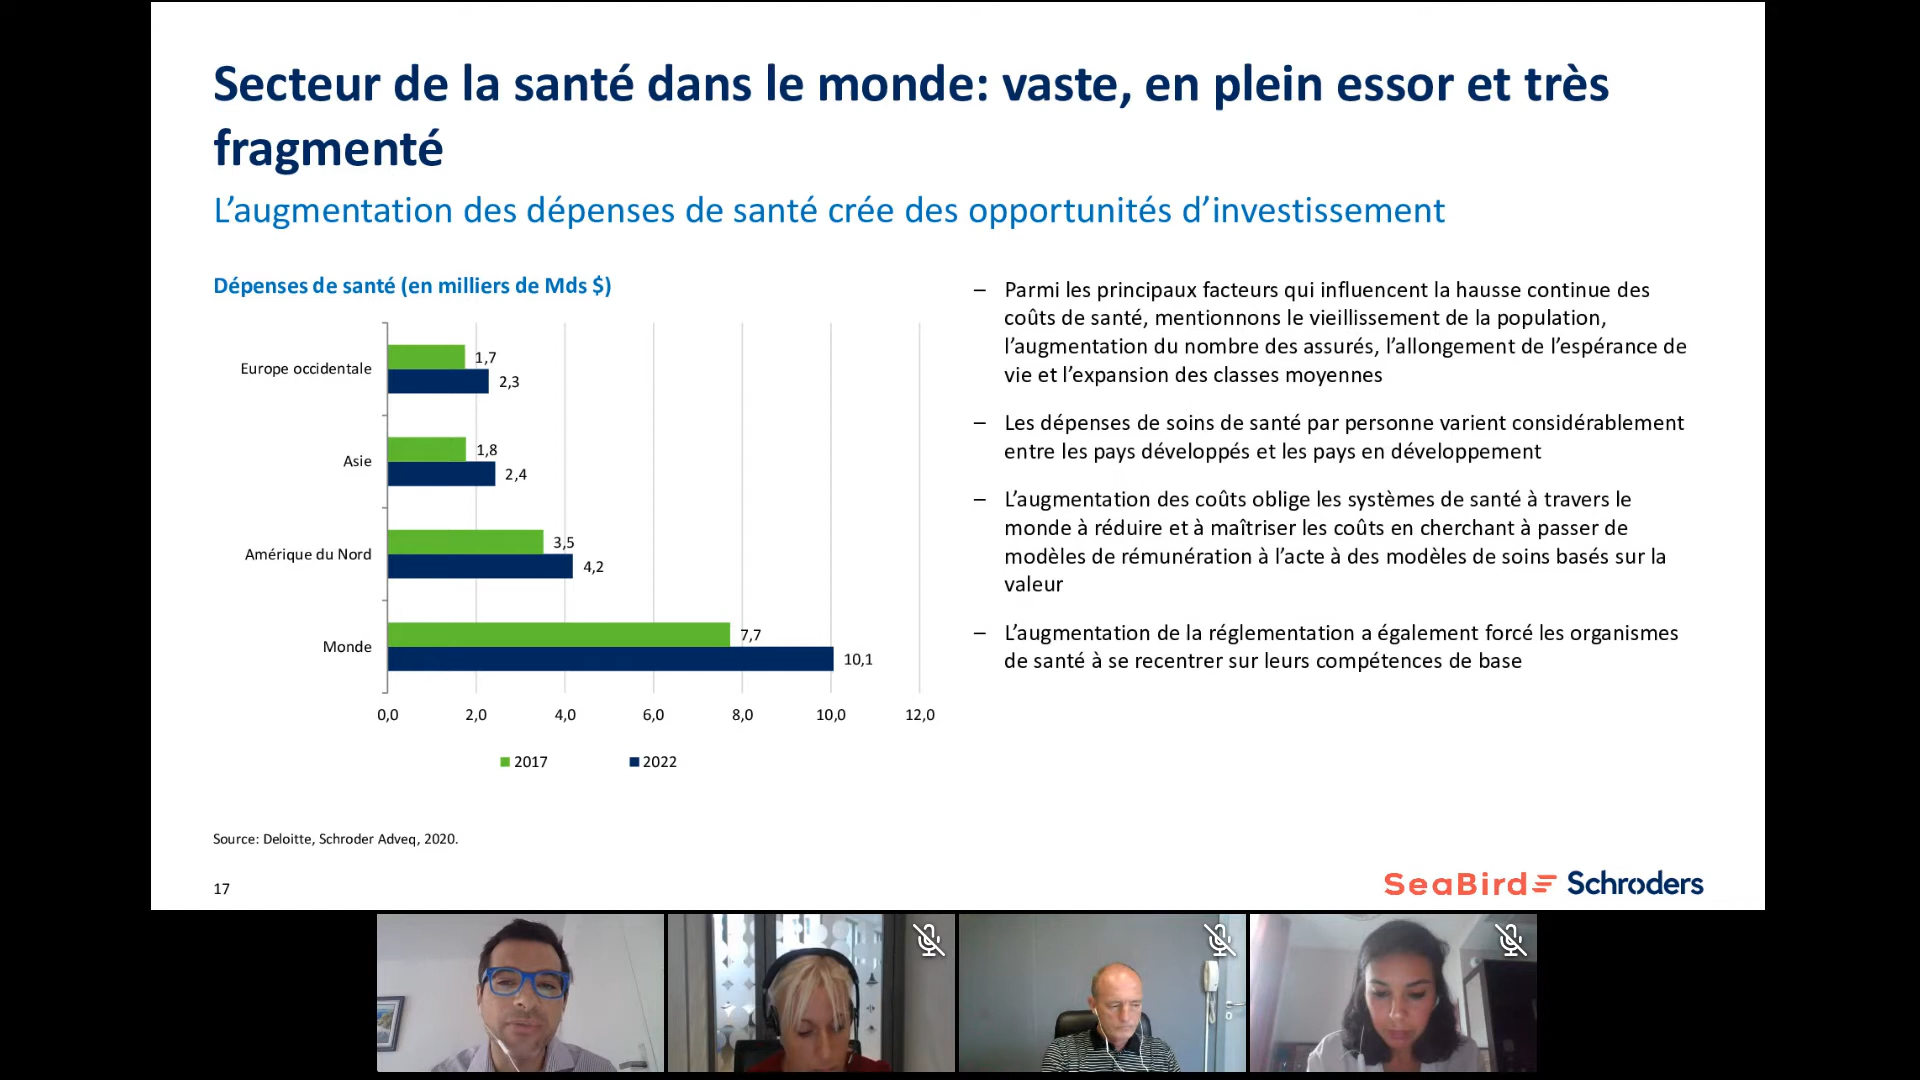 Secteur de la santé dans le monde: vaste, en plein essor et très
fragmenté
L’augmentation des dépenses de santé crée des opportunités d’investissement
Dépenses de santé (en milliers de Mds $)
Europe occidentale
1,7
2,3
Asie
1,8
2,4
Amérique du Nord
3,5
4,2
Monde
7,7
10,1
0,0 2,0 4,0 6,0 8,0 10,0 12,0
2017 2022
– Parmi les principaux facteurs qui influencent la hausse continue des
coûts de santé, mentionnons le vieillissement de la population,
l’augmentation du nombre des assurés, l’allongement de l’espérance de
vie et l’expansion des classes moyennes
– Les dépenses de soins de santé par personne varient considérablement
entre les pays développés et les pays en développement
– L’augmentation des coûts oblige les systèmes de santé à travers le
monde à réduire et à maîtriser les coûts en cherchant à passer de
modèles de rémunération à l’acte à des modèles de soins basés sur la
valeur
– L’augmentation de la réglementation a également forcé les organismes
de santé à se recentrer sur leurs compétences de base
Source: Deloitte, Schroder Adveq, 2020.
17
SeaBird Schroders